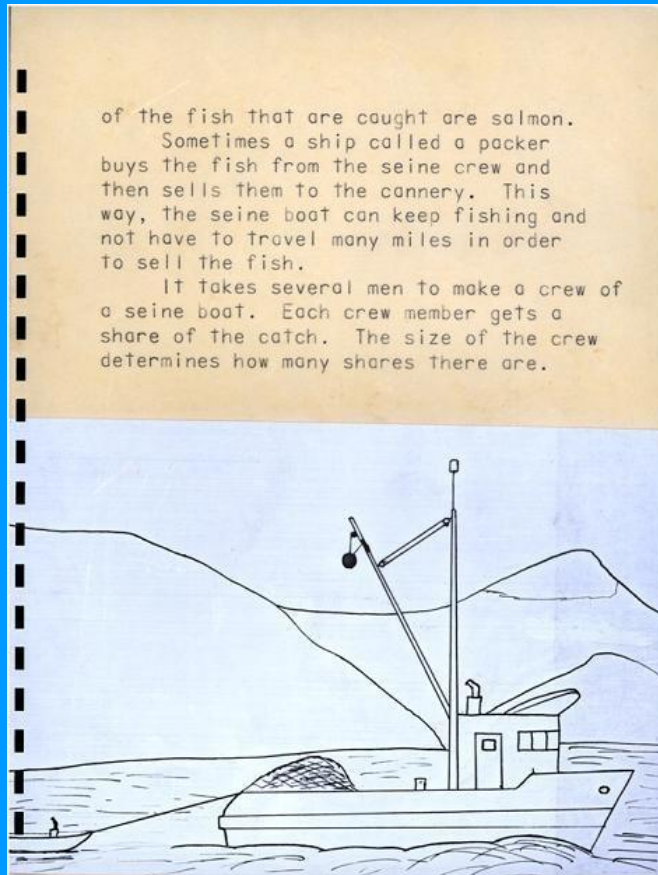 of the fish that are caught are salmon.
Sometimes a ship called a packer
buys the fish from the seine crew and
then sells them to the cannery. This
way, the seine boat can keep fishing and
not have to travel many miles in order
to sell the fish.
It takes several men to make a crew of
a seine boat. Each crew member gets a
share of the catch. The size of the crew
determines how many shares there are.